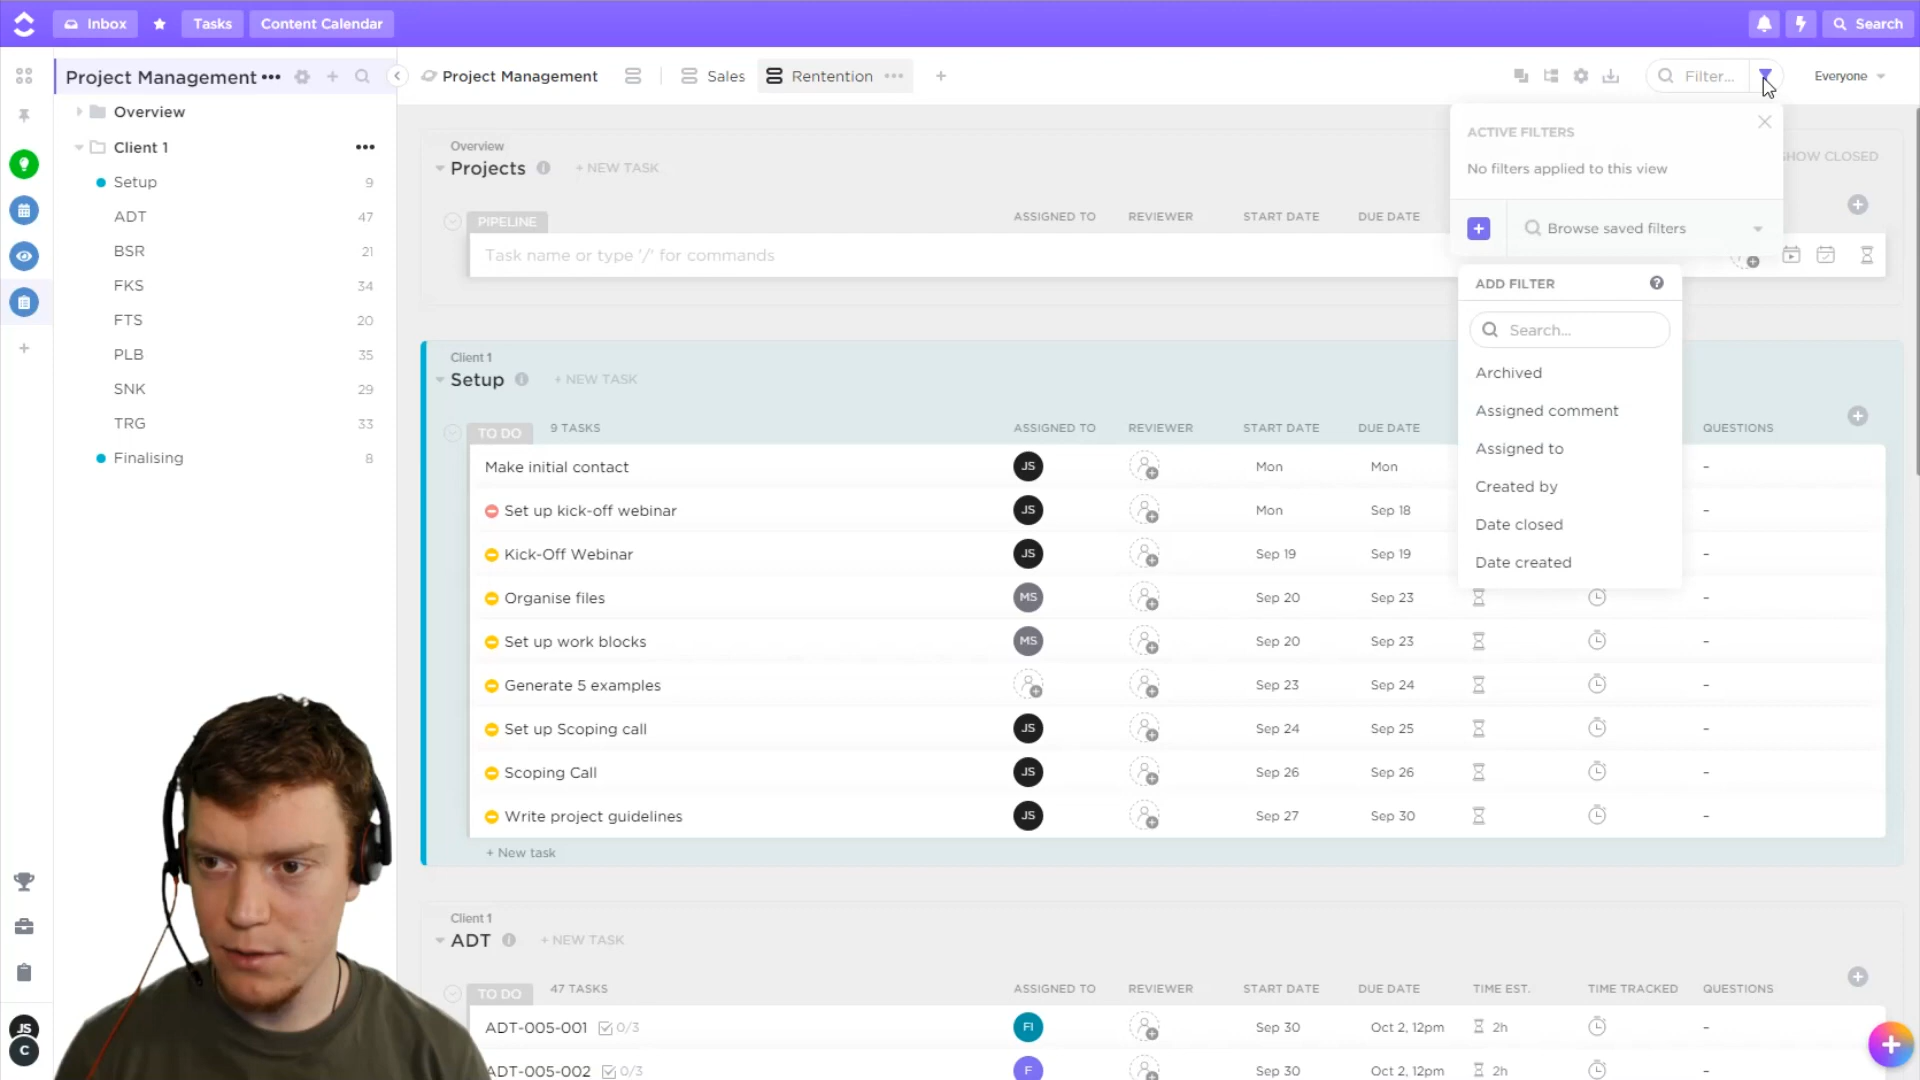 Inbox
Tasks
Content Calendar
Search
Project Management •••
Project Management
Sales
Rentention •••
Filter...
Everyone
Overview
Client 1 •••
Setup 9
ADT 47
BSR 21
FKS 34
FTS 20
PLB 35
SNK 29
TRG 33
Finalising 8
Overview
Projects + NEW TASK
SHOW CLOSED
PIPELINE ASSIGNED TO REVIEWER START DATE DUE DATE
Task name or type '/' for commands
ACTIVE FILTERS
No filters applied to this view
Browse saved filters
ADD FILTER
Search...
Archived
Assigned comment
Assigned to
Created by
Date closed
Date created
Client 1
Setup + NEW TASK
TO DO 9 TASKS ASSIGNED TO REVIEWER START DATE DUE DATE QUESTIONS
Make initial contact JS Mon Mon -
Set up kick-off webinar JS Mon Sep 18 -
Kick-Off Webinar JS Sep 19 Sep 19 -
Organise files MS Sep 20 Sep 23 -
Set up work blocks MS Sep 20 Sep 23 -
Generate 5 examples Sep 23 Sep 24 -
Set up Scoping call JS Sep 24 Sep 25 -
Scoping Call JS Sep 26 Sep 26 -
Write project guidelines JS Sep 27 Sep 30 -
+ New task
Client 1
ADT + NEW TASK
TO DO 47 TASKS ASSIGNED TO REVIEWER START DATE DUE DATE TIME EST. TIME TRACKED QUESTIONS
ADT-005-001 0/3 FI Sep 30 Oct 2, 12pm 2h -
ADT-005-002 0/3 F Sep 30 Oct 2, 12pm 2h -
JS
C